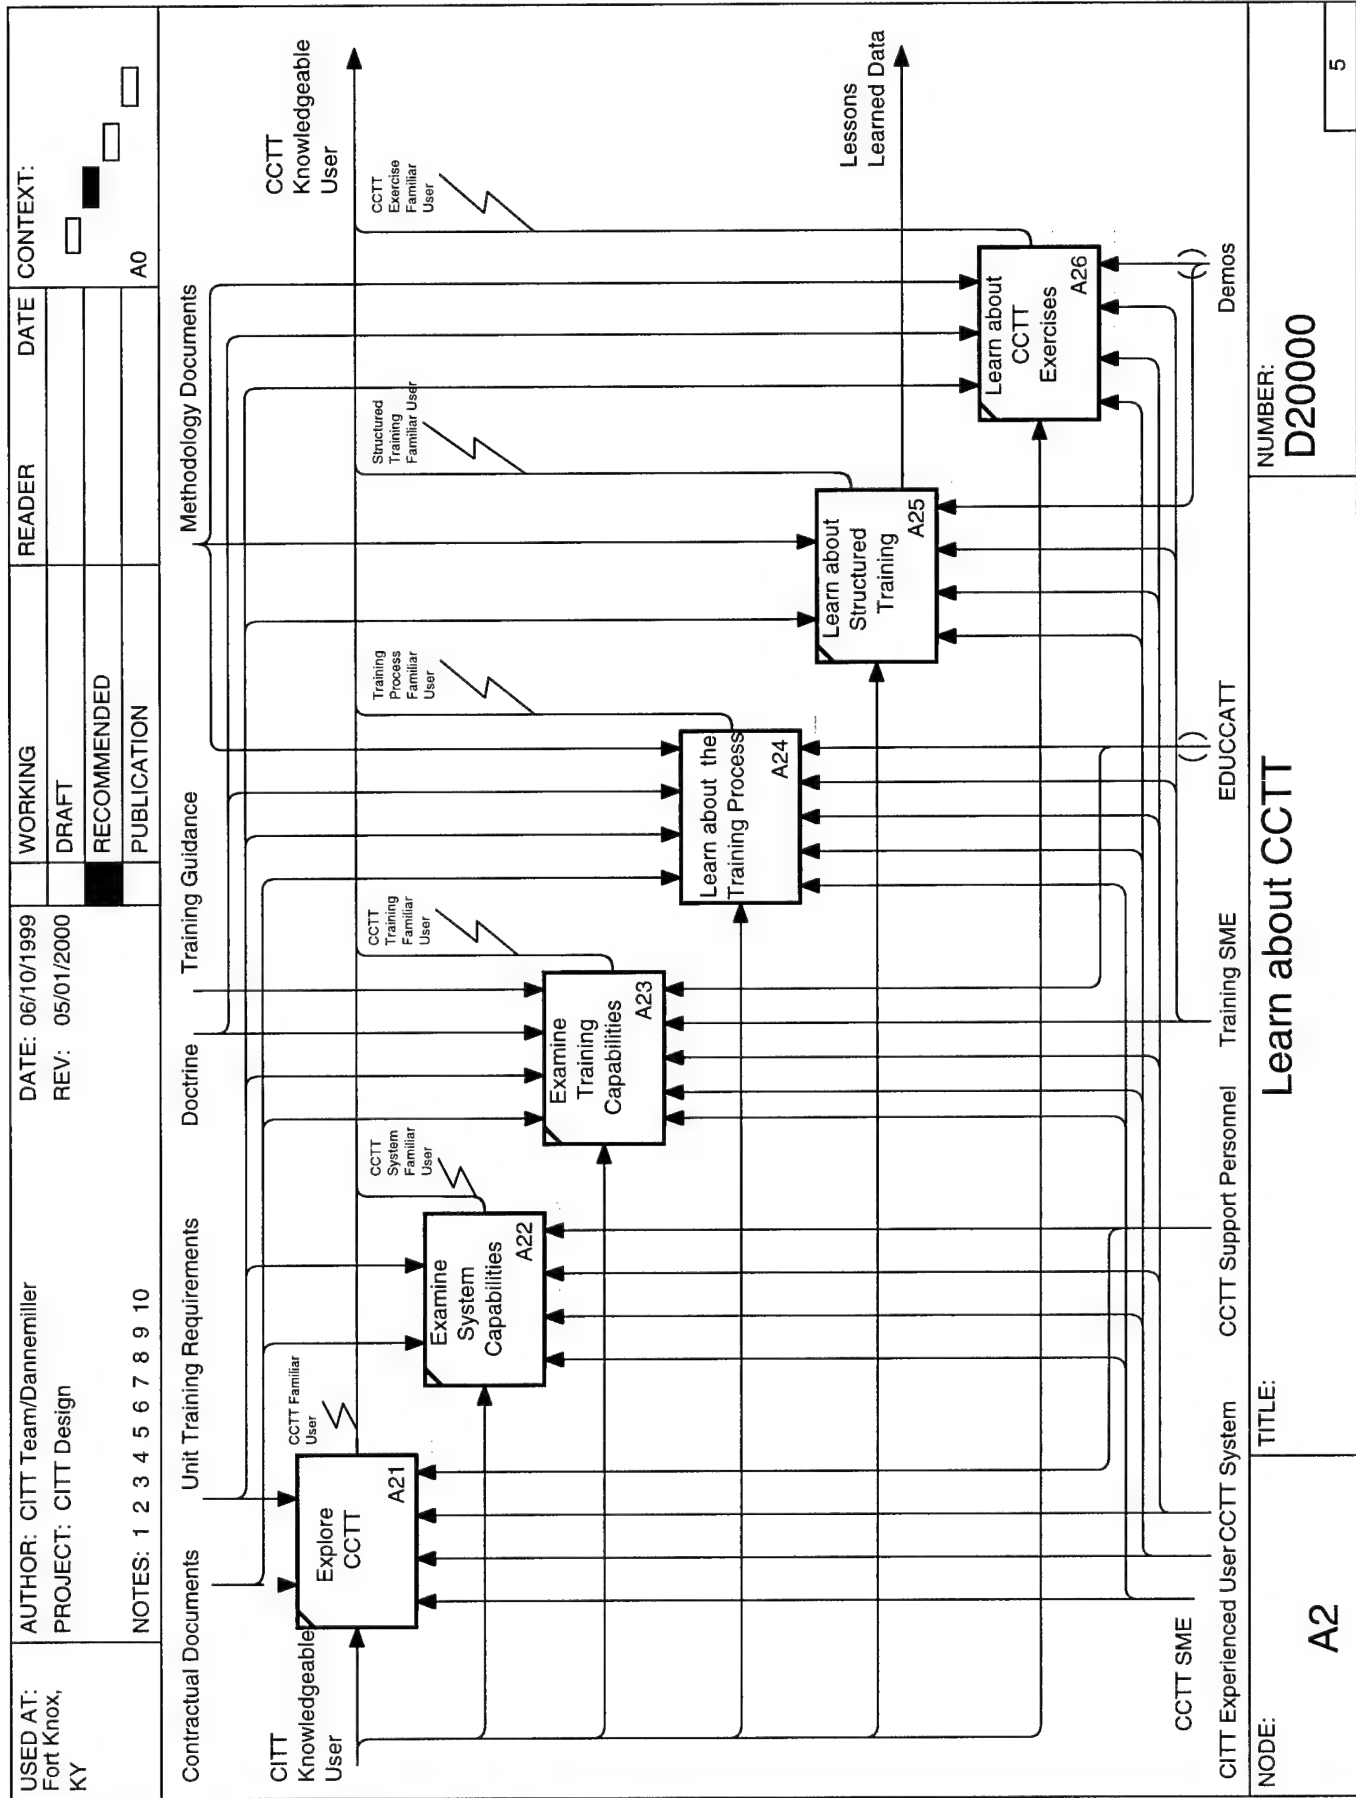 USED AT:
Fort Knox,
KY
AUTHOR: CITT Team/Dannemiller
PROJECT: CITT Design
NOTES: 1 2 3 4 5 6 7 8 9 10
DATE: 06/10/1999
REV: 05/01/2000
WORKING
DRAFT
RECOMMENDED
PUBLICATION
READER
DATE
CONTEXT:
A0
Contractual Documents
Unit Training Requirements
Doctrine
Training Guidance
Methodology Documents
CITT
Knowledgeable
User
Explore
CCTT
A21
CCTT Familiar
User
Examine
System
Capabilities
A22
CCTT
System
Familiar
User
Examine
Training
Capabilities
A23
CCTT
Training
Familiar
User
Learn about the
Training Process
A24
Training
Process
Familiar
User
Learn about
Structured
Training
A25
Structured
Training
Familiar User
Learn about
CCTT
Exercises
A26
CCTT
Exercise
Familiar
User
CCTT
Knowledgeable
User
Lessons
Learned Data
CCTT SME
CITT Experienced User
CCTT System
CCTT Support Personnel
Training SME
EDUCCATT
Demos
NODE:
A2
TITLE:
Learn about CCTT
NUMBER:
D20000
5